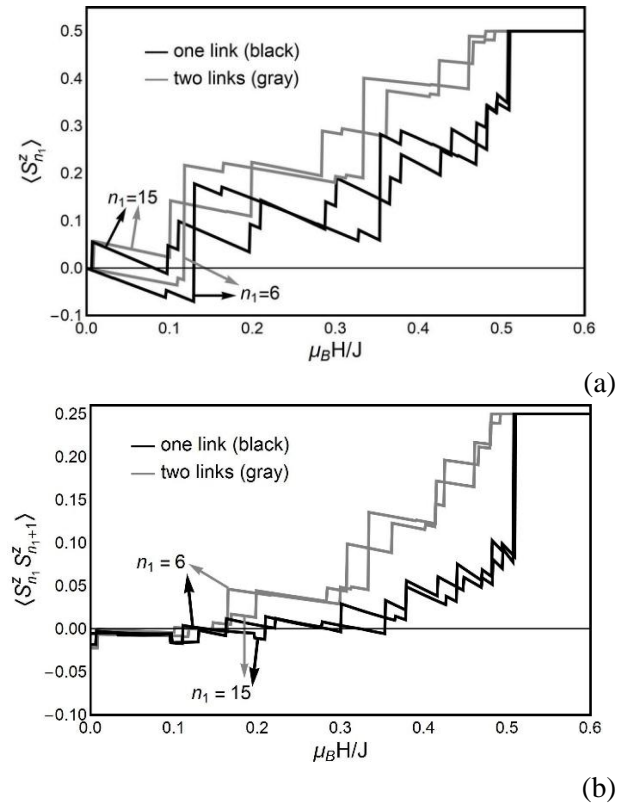 0.5
0.4
0.3
0.2
0.1
0.0
−0.1
⟨S^z_{n_1}⟩
one link (black)
two links (gray)
n₁=15
n₁=6
0.0 0.1 0.2 0.3 0.4 0.5 0.6
μ_BH/J
(a)
0.25
0.20
0.15
0.10
0.05
0.00
−0.05
−0.10
⟨S^z_{n_1} S^z_{n_1+1}⟩
one link (black)
two links (gray)
n₁ = 6
n₁ = 15
0.0 0.1 0.2 0.3 0.4 0.5 0.6
μ_BH/J
(b)